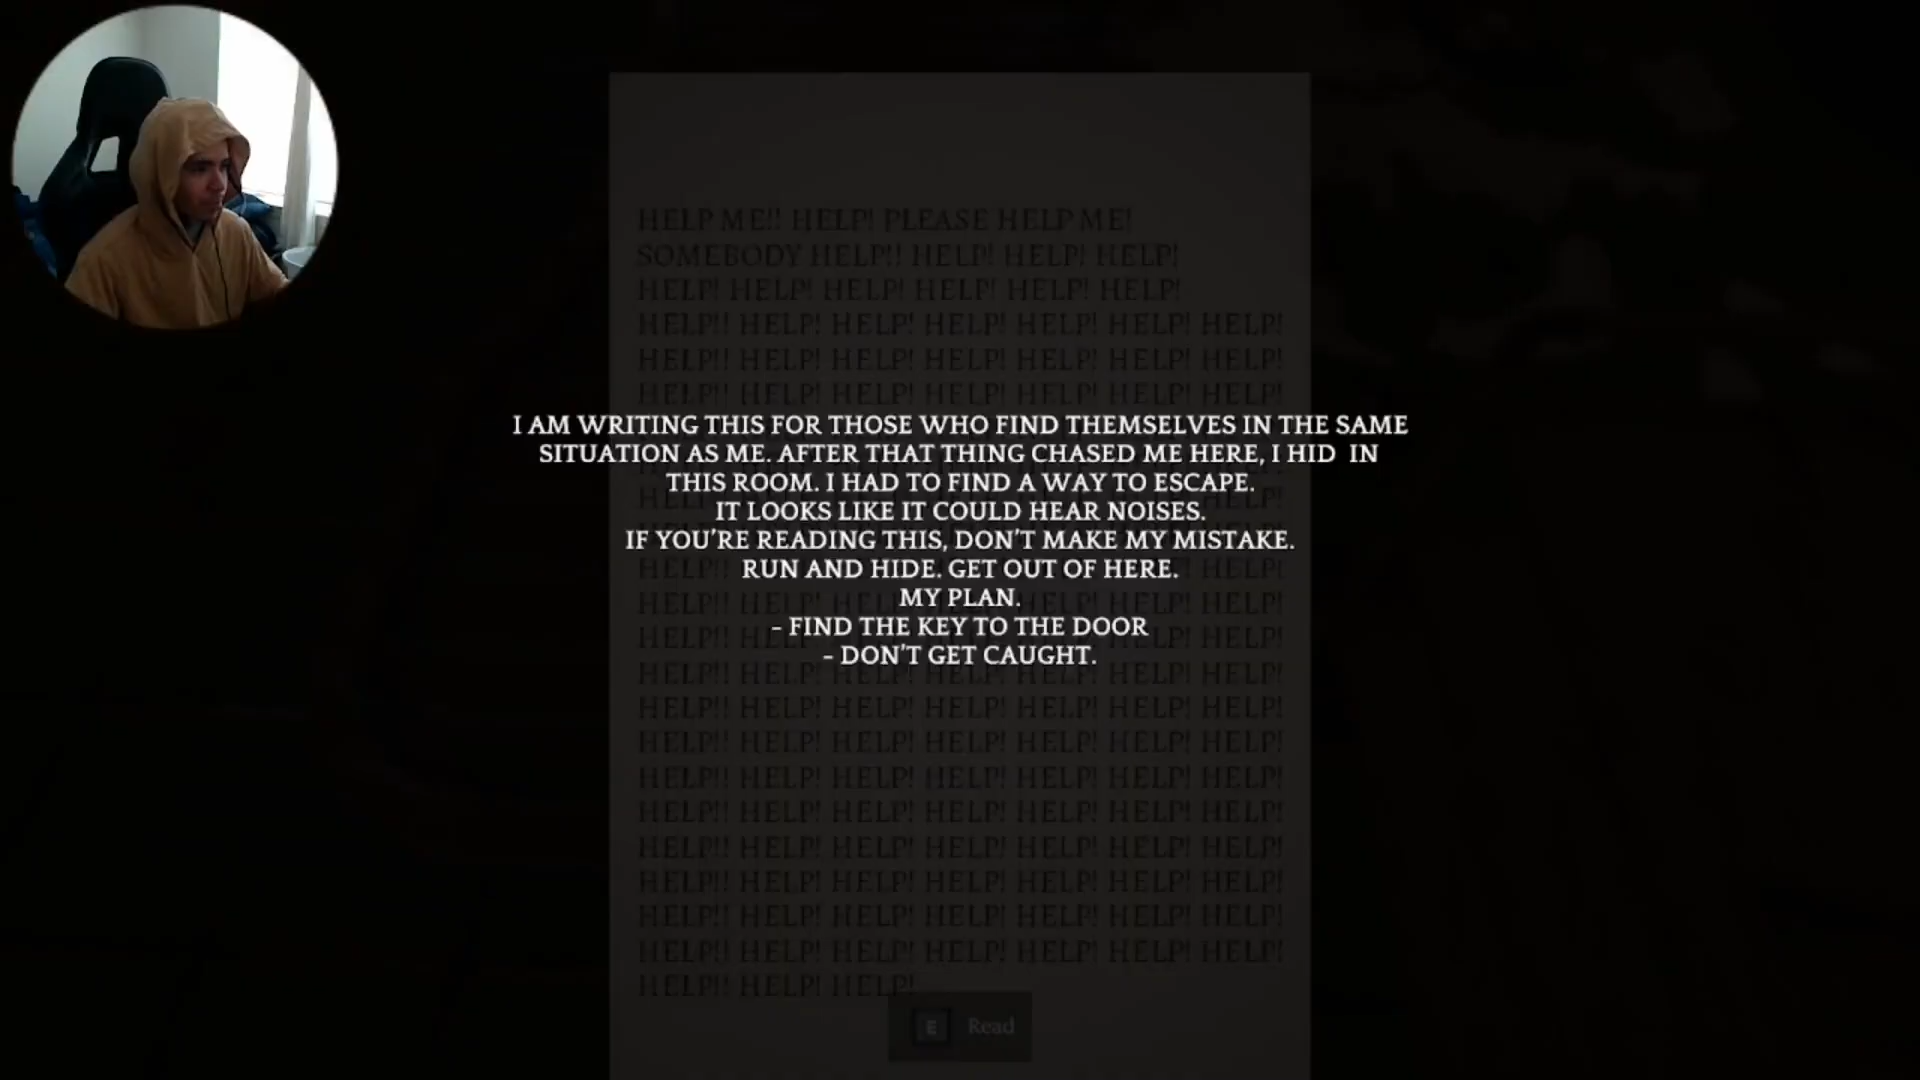 HELP ME!! HELP! PLEASE HELP ME!
SOMEBODY HELP!! HELP! HELP! HELP!
HELP! HELP! HELP! HELP! HELP! HELP!
HELP!! HELP! HELP! HELP! HELP! HELP! HELP!
HELP!! HELP! HELP! HELP! HELP! HELP! HELP!
HELP!! HELP! HELP! HELP! HELP! HELP! HELP!
I AM WRITING THIS FOR THOSE WHO FIND THEMSELVES IN THE SAME
SITUATION AS ME. AFTER THAT THING CHASED ME HERE, I HID IN
THIS ROOM. I HAD TO FIND A WAY TO ESCAPE.
IT LOOKS LIKE IT COULD HEAR NOISES.
IF YOU'RE READING THIS, DON'T MAKE MY MISTAKE.
RUN AND HIDE. GET OUT OF HERE.
MY PLAN.
- FIND THE KEY TO THE DOOR
- DON'T GET CAUGHT.
HELP!! HELP! HELP! HELP! HELP! HELP! HELP!
HELP!! HELP! HELP! HELP! HELP! HELP! HELP!
HELP!! HELP! HELP! HELP! HELP! HELP! HELP!
HELP!! HELP! HELP! HELP! HELP! HELP! HELP!
HELP!! HELP! HELP! HELP! HELP! HELP! HELP!
HELP!! HELP! HELP! HELP! HELP! HELP! HELP!
HELP!! HELP! HELP! HELP! HELP! HELP! HELP!
HELP!! HELP! HELP! HELP! HELP! HELP! HELP!
HELP!! HELP! HELP! HELP! HELP! HELP! HELP!
HELP!! HELP! HELP!
E Read